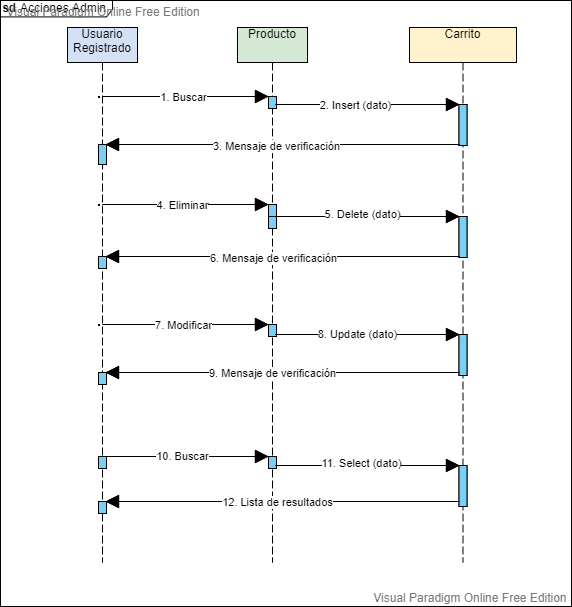 sd Acciones Admin
Visual Paradigm Online Free Edition
Usuario
Registrado
Producto
Carrito
1. Buscar
2. Insert (dato)
3. Mensaje de verificación
4. Eliminar
5. Delete (dato)
6. Mensaje de verificación
7. Modificar
8. Update (dato)
9. Mensaje de verificación
10. Buscar
11. Select (dato)
12. Lista de resultados
Visual Paradigm Online Free Edition